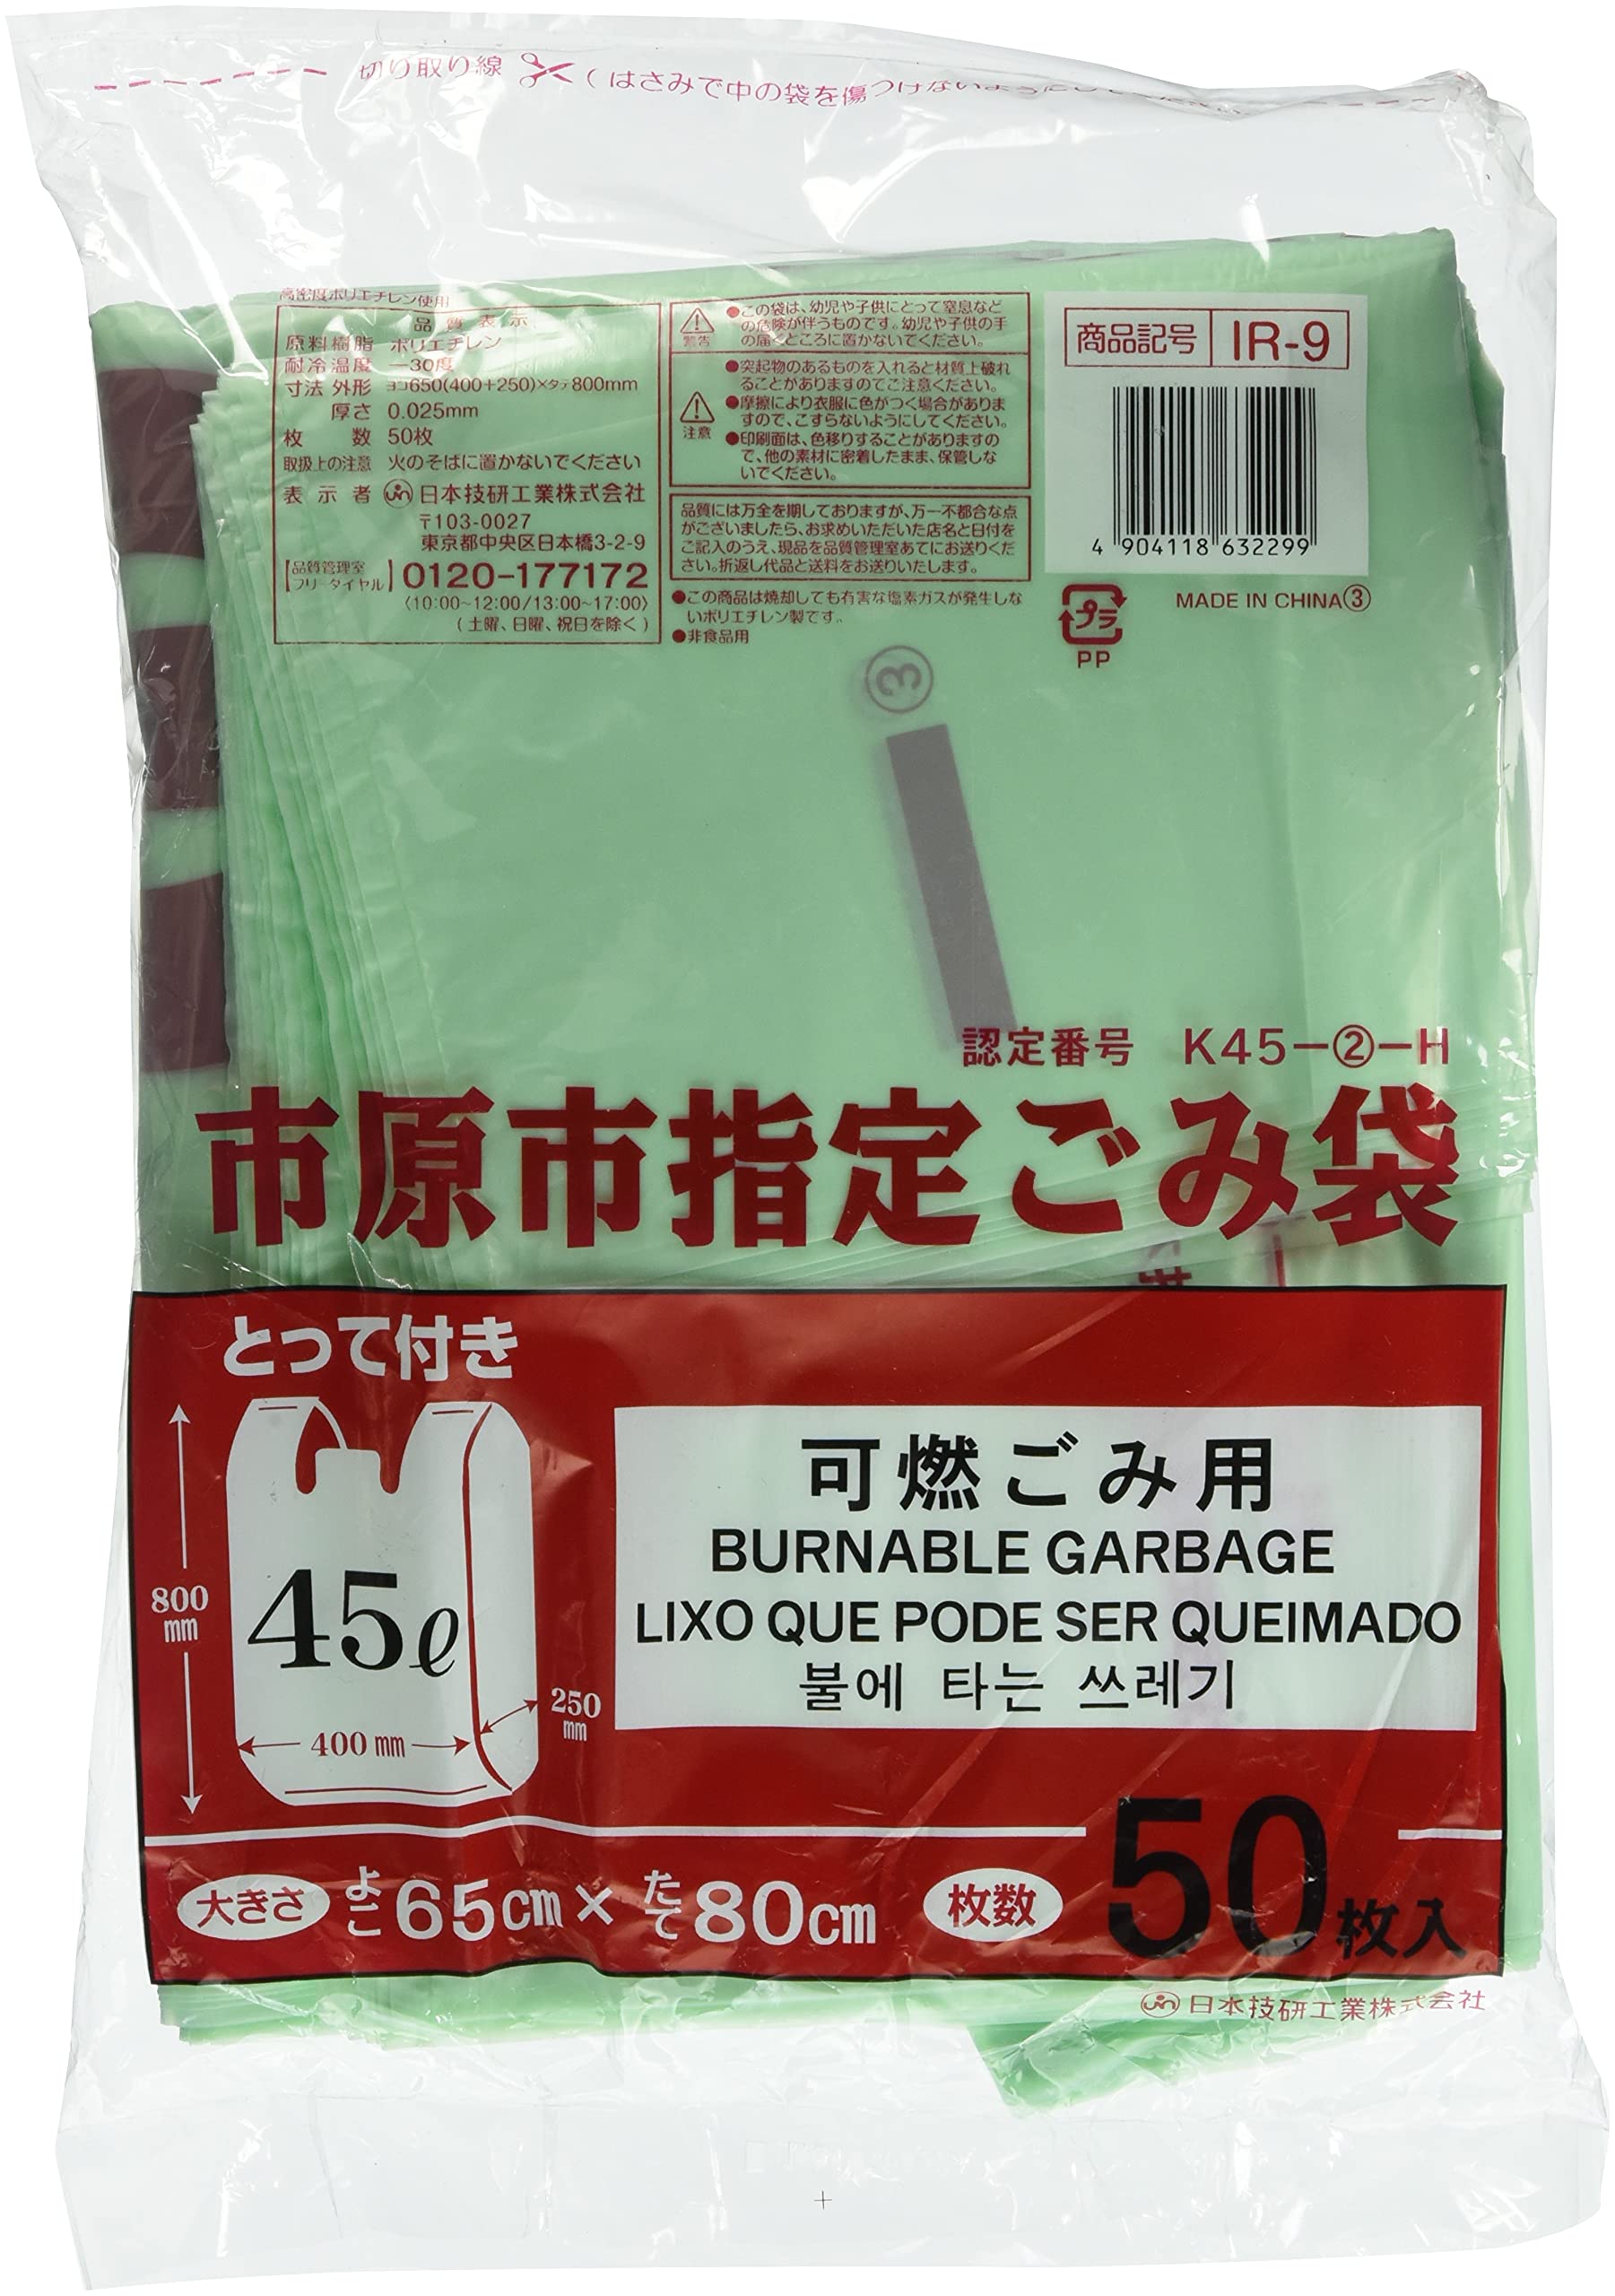 切り取り線 (はさみで中の袋を傷つけないように
高密度ポリエチレン使用
品質表示
原料樹脂 ポリエチレン
耐冷温度 －30度
寸法 外形 ヨコ650(400+250)×タテ800mm
厚さ 0.025mm
枚数 50枚
取扱上の注意 火のそばに置かないでください
表示者 日本技研工業株式会社
〒103-0027
東京都中央区日本橋3-2-9
【品質管理室フリーダイヤル】0120-177172
(10:00~12:00/13:00~17:00)
(土曜、日曜、祝日を除く)
警告
●この袋は、幼児や子供にとって窒息など
の危険が伴うものです。幼児や子供の手
の届くところに置かないでください。
注意
●突起物のあるものを入れると材質上破れ
ることがありますのでご注意ください。
●摩擦により衣服に色がつく場合がありま
すので、こすらないようにしてください。
●印刷面は、色移りすることがありますの
で、他の素材に密着したまま、保管しな
いでください。
品質には万全を期しておりますが、万一不都合な点
がございましたら、お求めいただいた店名と日付を
ご記入のうえ、現品を品質管理室あてにお送りくだ
さい。折返し代品と送料をお送りいたします。
●この商品は焼却しても有害な塩素ガスが発生しな
いポリエチレン製です。
●非食品用
商品記号 IR-9
4 904118 632299
プラ
PP
MADE IN CHINA③
③
認定番号 K45－②－H
市原市指定ごみ袋
とって付き
800
mm
45ℓ
400mm
250
mm
可燃ごみ用
BURNABLE GARBAGE
LIXO QUE PODE SER QUEIMADO
불에 타는 쓰레기
大きさ よこ65cm×たて80cm 枚数 50枚入
日本技研工業株式会社